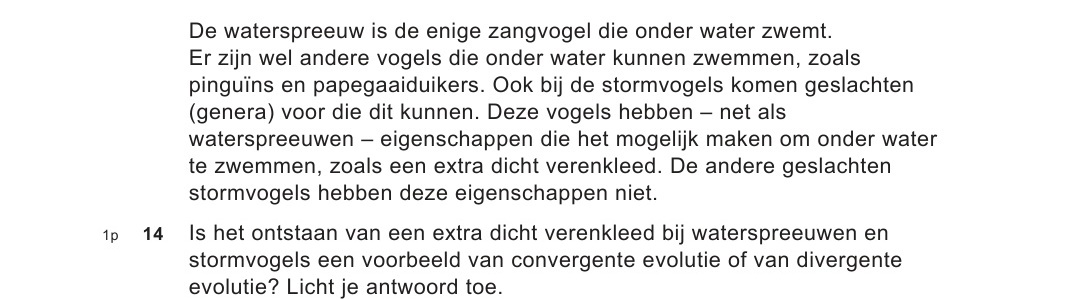 De waterspreeuw is de enige zangvogel die onder water zwemt.
Er zijn wel andere vogels die onder water kunnen zwemmen, zoals
pinguïns en papegaaiduikers. Ook bij de stormvogels komen geslachten
(genera) voor die dit kunnen. Deze vogels hebben – net als
waterspreeuwen – eigenschappen die het mogelijk maken om onder water
te zwemmen, zoals een extra dicht verenkleed. De andere geslachten
stormvogels hebben deze eigenschappen niet.
1p 14 Is het ontstaan van een extra dicht verenkleed bij waterspreeuwen en
stormvogels een voorbeeld van convergente evolutie of van divergente
evolutie? Licht je antwoord toe.